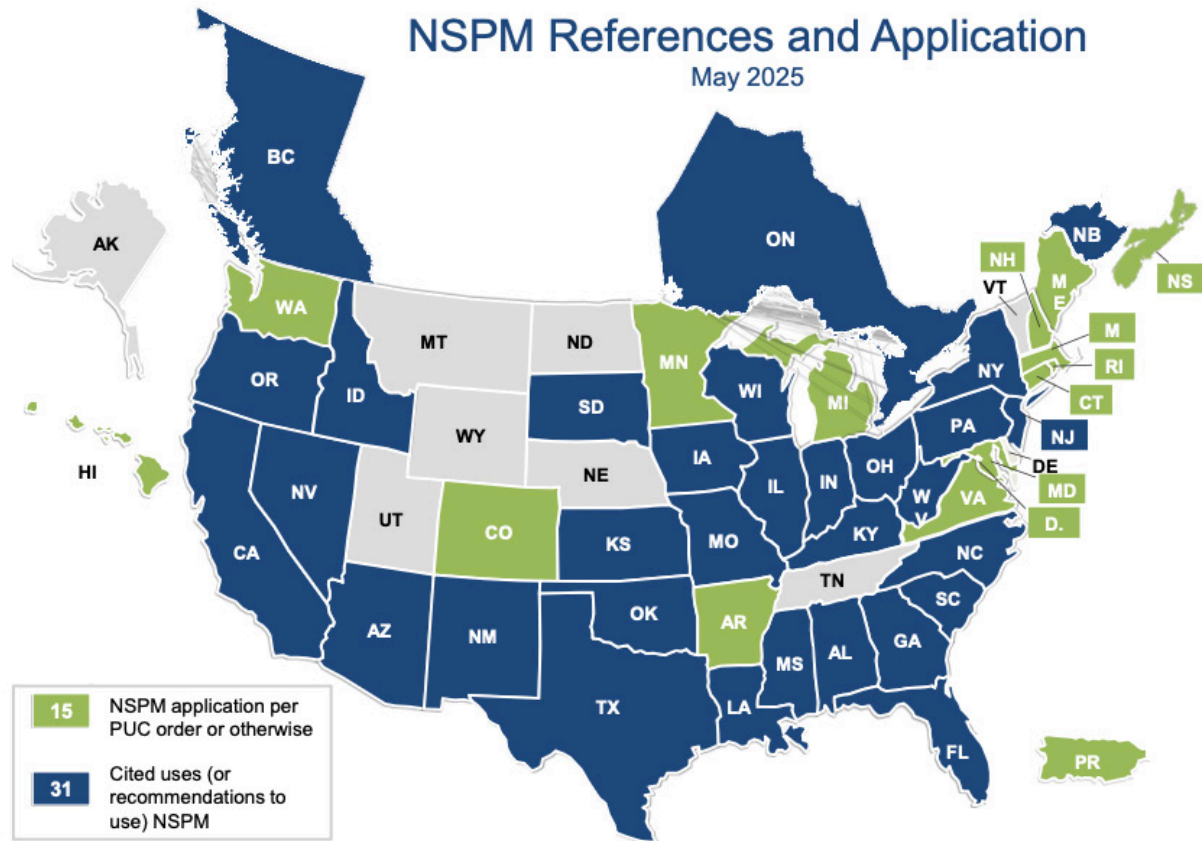 NSPM References and Application
May 2025
BC
AK
ON
NB
NH
NS
VT
M
E
WA
MT
ND
MN
M
RI
OR
ID
SD
WI
MI
NY
CT
WY
PA
NJ
HI
IA
NE
IL
IN
OH
DE
NV
UT
CO
W
V
VA
MD
D.
CA
KS
MO
KY
NC
TN
AZ
NM
OK
AR
SC
MS
AL
GA
TX
LA
FL
PR
15
NSPM application per
PUC order or otherwise
31
Cited uses (or
recommendations to
use) NSPM